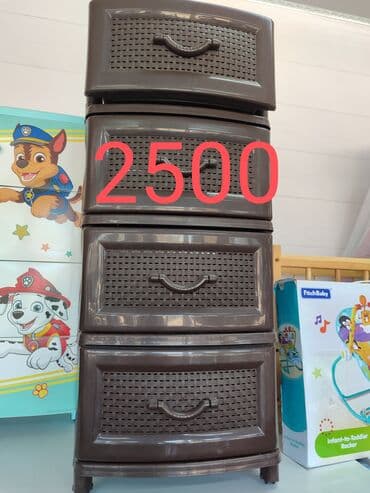 2500
FitchBaby
Infant-to-Toddler
Rocker